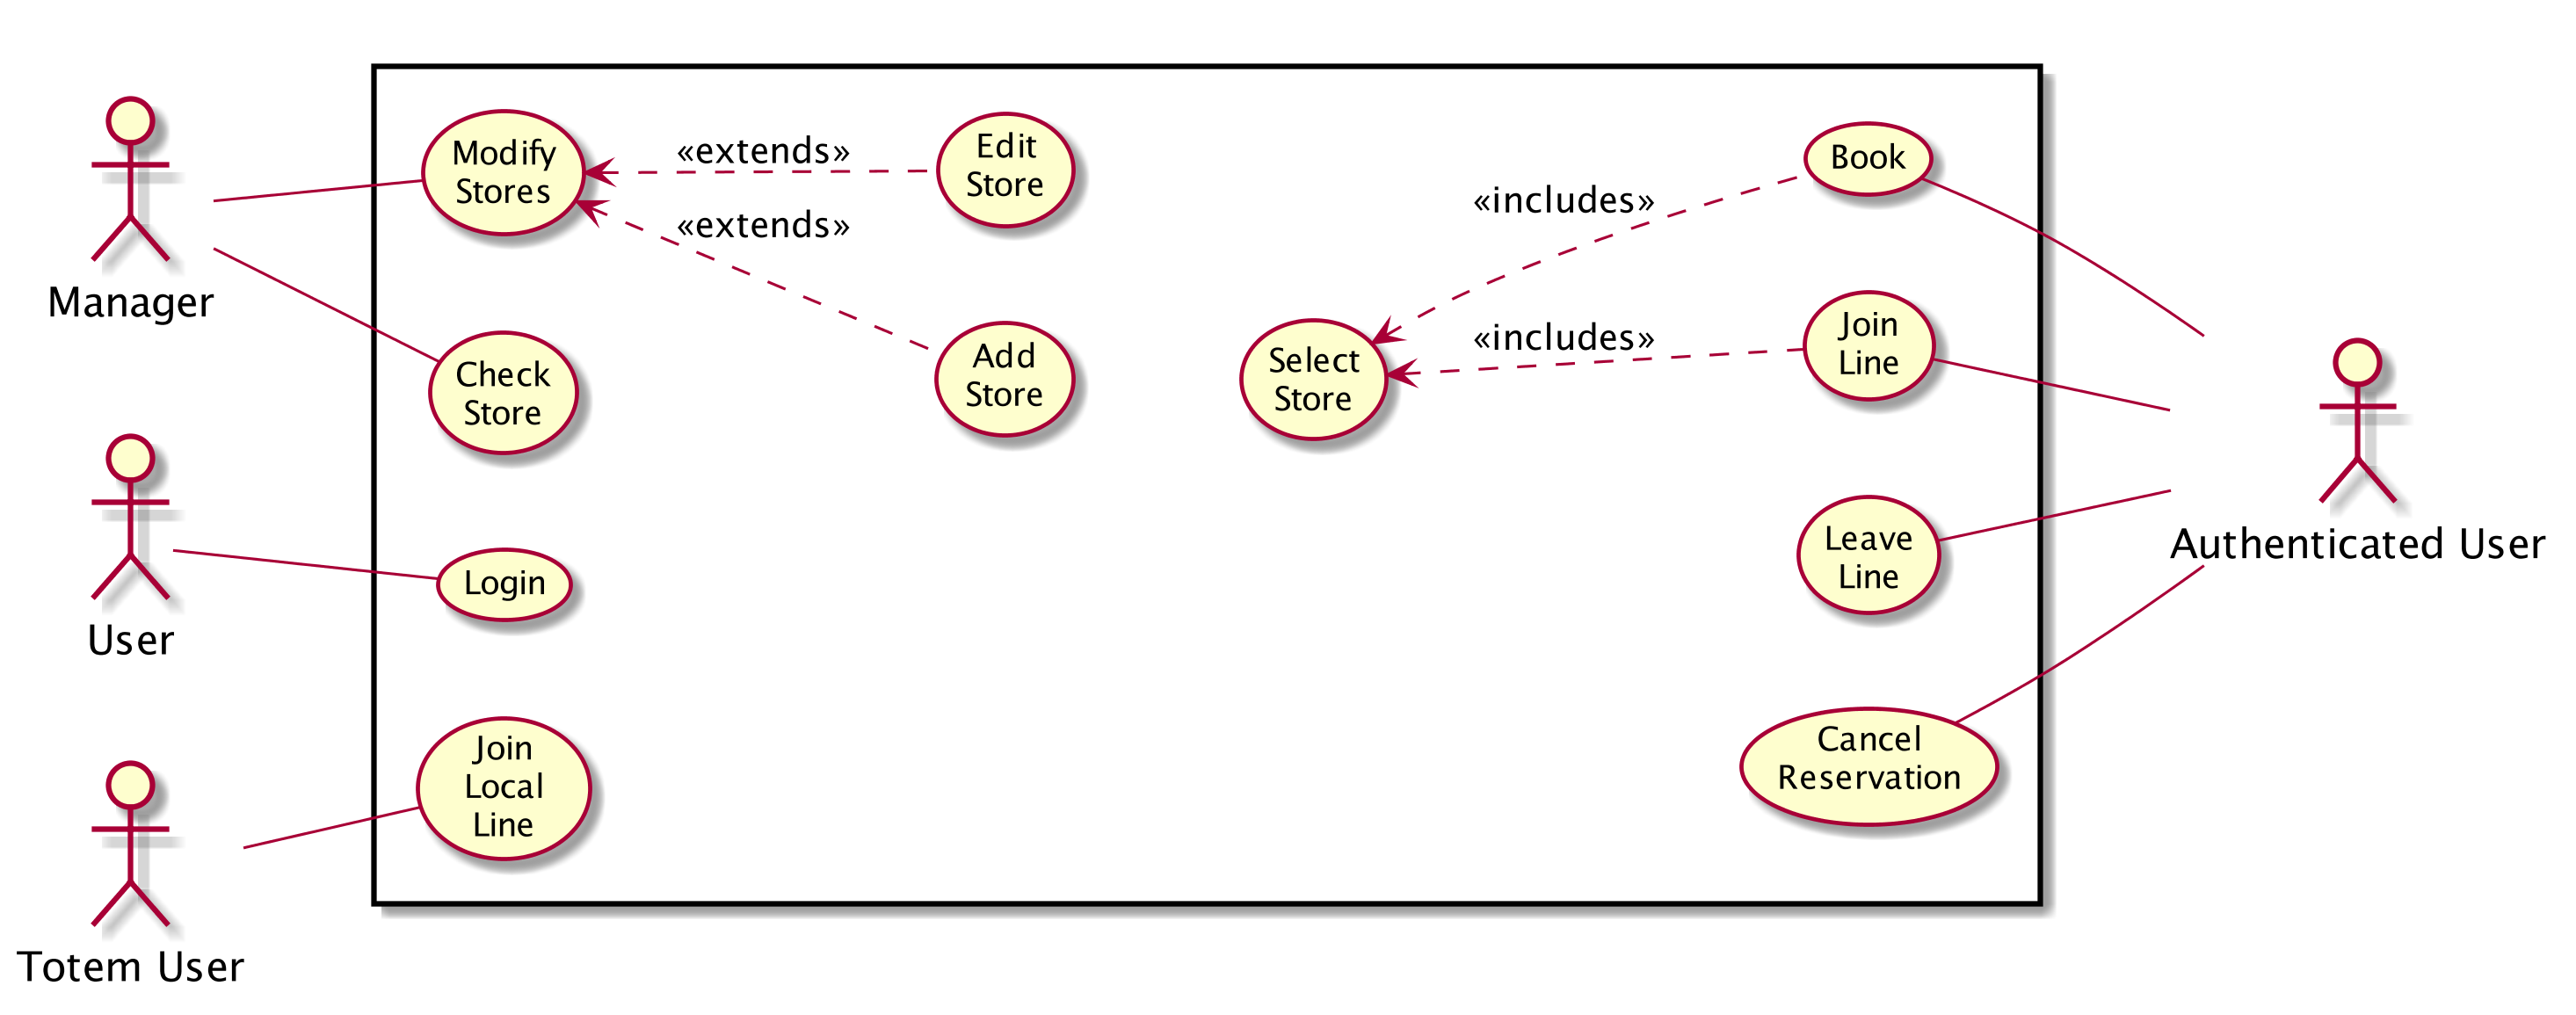 Manager
User
Totem User
Modify
Stores
«extends»
Edit
Store
«extends»
Add
Store
Check
Store
Login
Join
Local
Line
Select
Store
«includes»
Book
«includes»
Join
Line
Leave
Line
Cancel
Reservation
Authenticated User